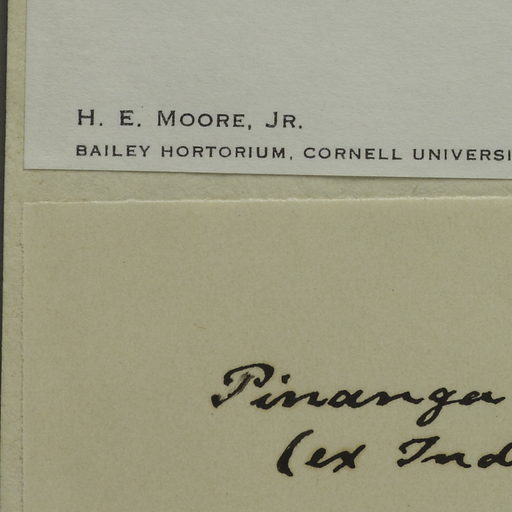 H. E. MOORE, JR.
BAILEY HORTORIUM, CORNELL UNIVERSI
Pinanga
(ex Ind